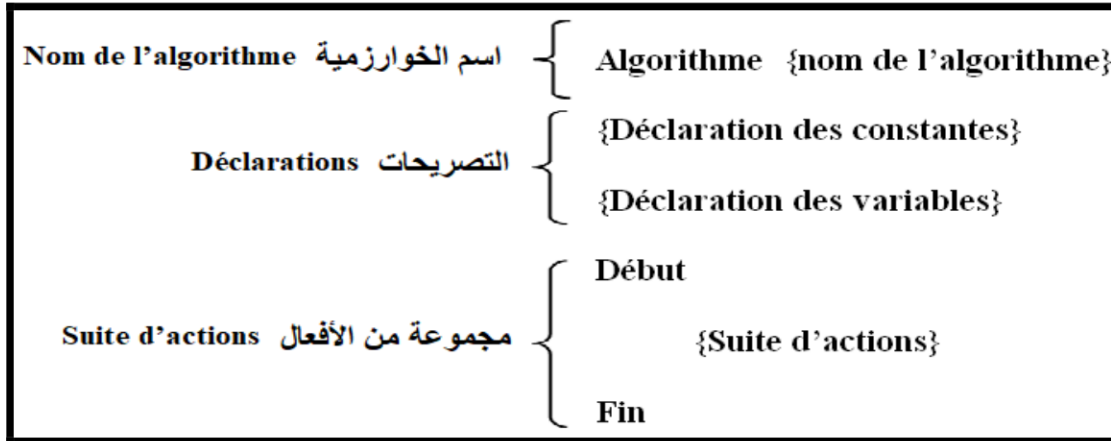 Nom de l’algorithme اسم الخوارزمية Algorithme {nom de l’algorithme}
{Déclaration des constantes}
Déclarations التصريحات
{Déclaration des variables}
Début
Suite d’actions مجموعة من الأفعال {Suite d’actions}
Fin